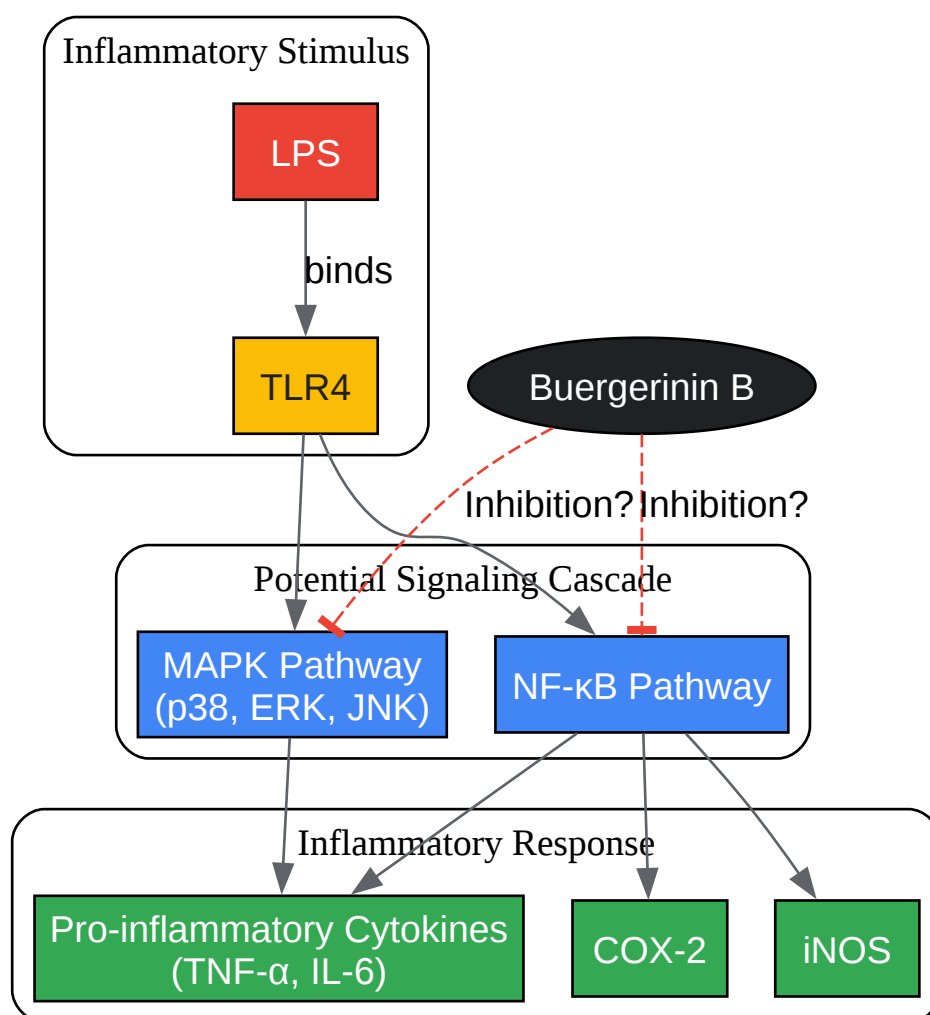 Inflammatory Stimulus
LPS
binds
TLR4
Buergerinin B
Inhibition?
Inhibition?
Potential Signaling Cascade
MAPK Pathway
(p38, ERK, JNK)
NF-κB Pathway
Inflammatory Response
Pro-inflammatory Cytokines
(TNF-α, IL-6)
COX-2
iNOS